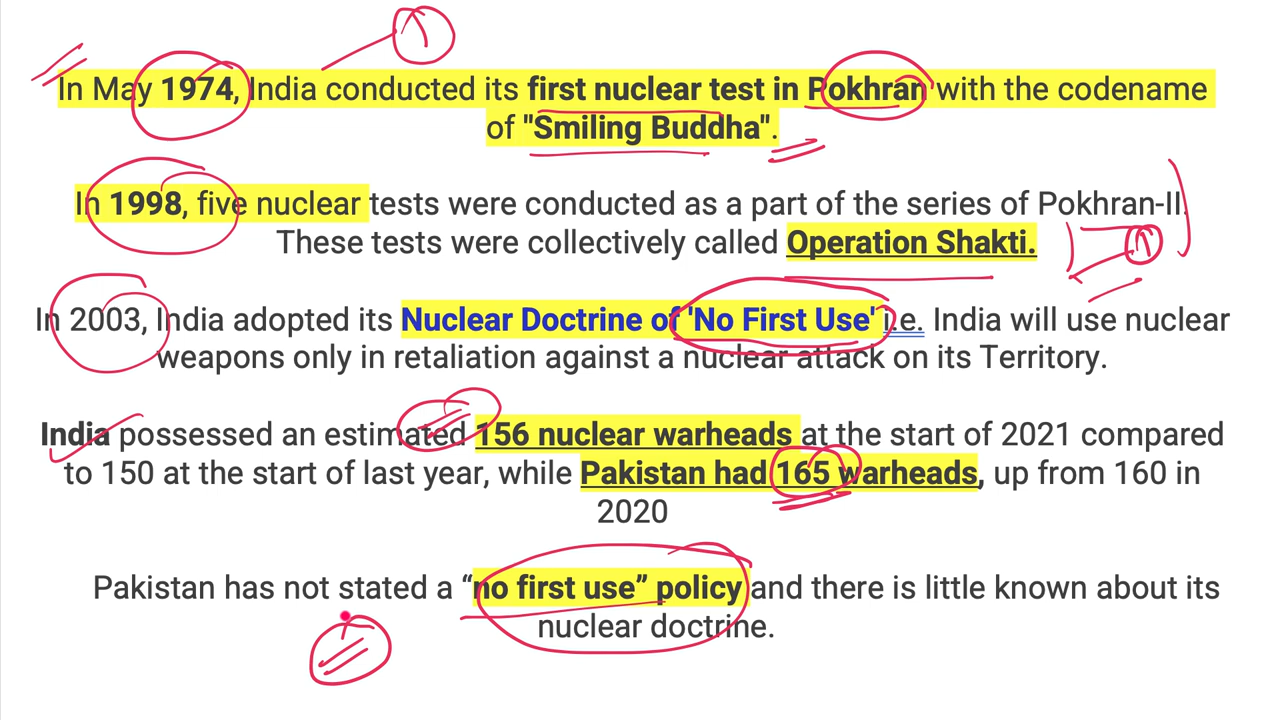 In May 1974, India conducted its first nuclear test in Pokhran with the codename
of "Smiling Buddha".
In 1998, five nuclear tests were conducted as a part of the series of Pokhran-II.
These tests were collectively called Operation Shakti.
In 2003, India adopted its Nuclear Doctrine of 'No First Use' i.e. India will use nuclear
weapons only in retaliation against a nuclear attack on its Territory.
India possessed an estimated 156 nuclear warheads at the start of 2021 compared
to 150 at the start of last year, while Pakistan had 165 warheads, up from 160 in
2020
Pakistan has not stated a “no first use” policy and there is little known about its
nuclear doctrine.